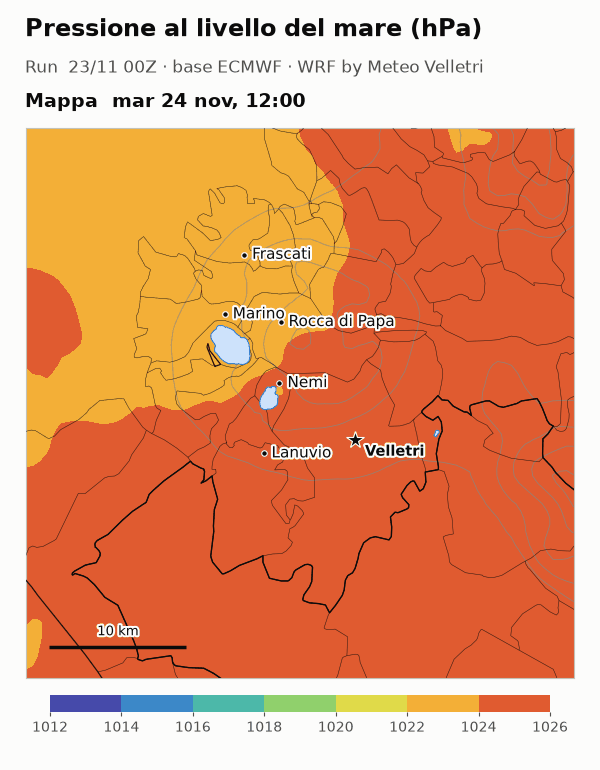 Pressione al livello del mare (hPa)
Run  23/11 00Z · base ECMWF · WRF by Meteo Velletri
Mappa  mar 24 nov, 12:00
Frascati
Marino
Rocca di Papa
Nemi
Velletri
Lanuvio
10 km
1012 1014 1016 1018 1020 1022 1024 1026